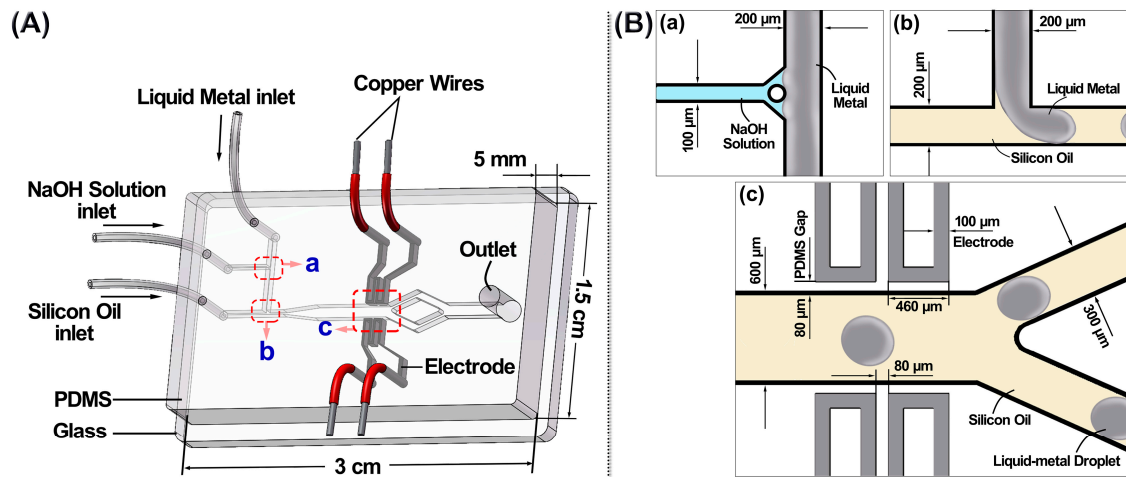 (A)
Copper Wires
Liquid Metal inlet
5 mm
NaOH Solution
inlet
Outlet
a
Silicon Oil
inlet
1.5 cm
c
b
Electrode
PDMS
Glass
3 cm
(B)
(a)
200 µm
Liquid
Metal
NaOH
Solution
100 µm
(b)
200 µm
200 µm
Liquid Metal
Silicon Oil
(c)
PDMS Gap
100 µm
Electrode
600 µm
80 µm
460 µm
300 µm
80 µm
Silicon Oil
Liquid-metal Droplet